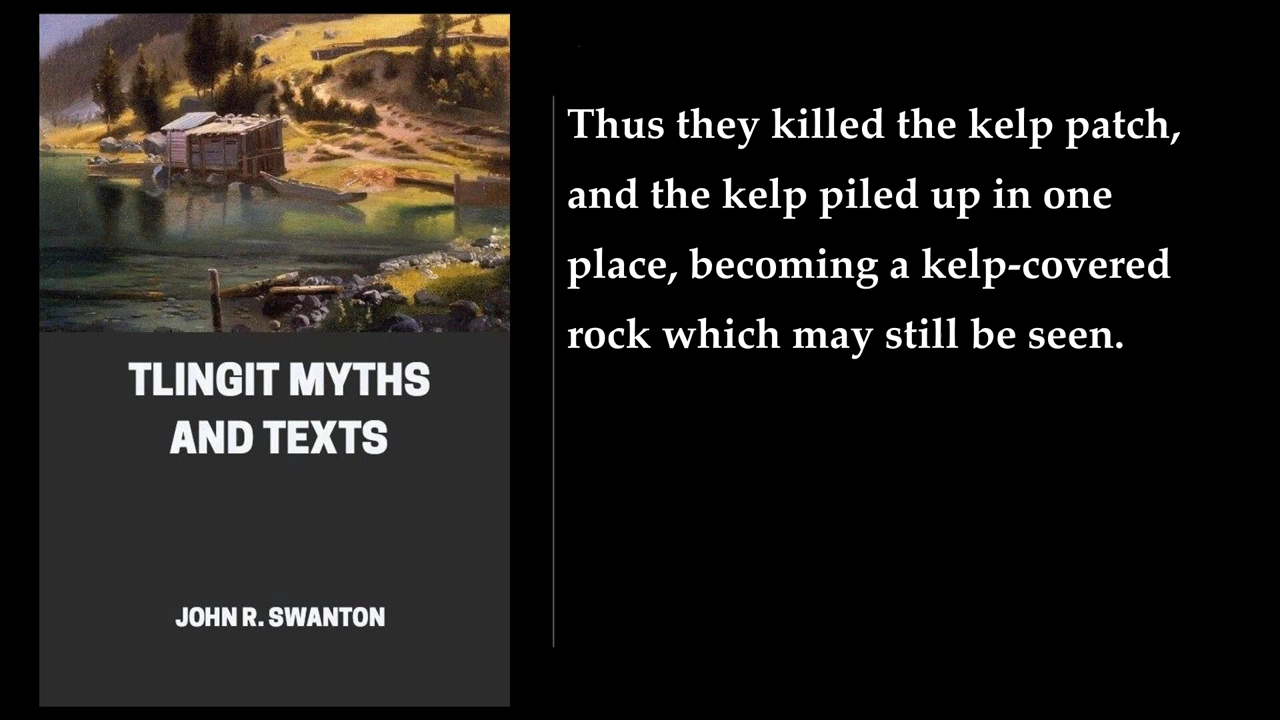 TLINGIT MYTHS
AND TEXTS
JOHN R. SWANTON
Thus they killed the kelp patch,
and the kelp piled up in one
place, becoming a kelp-covered
rock which may still be seen.